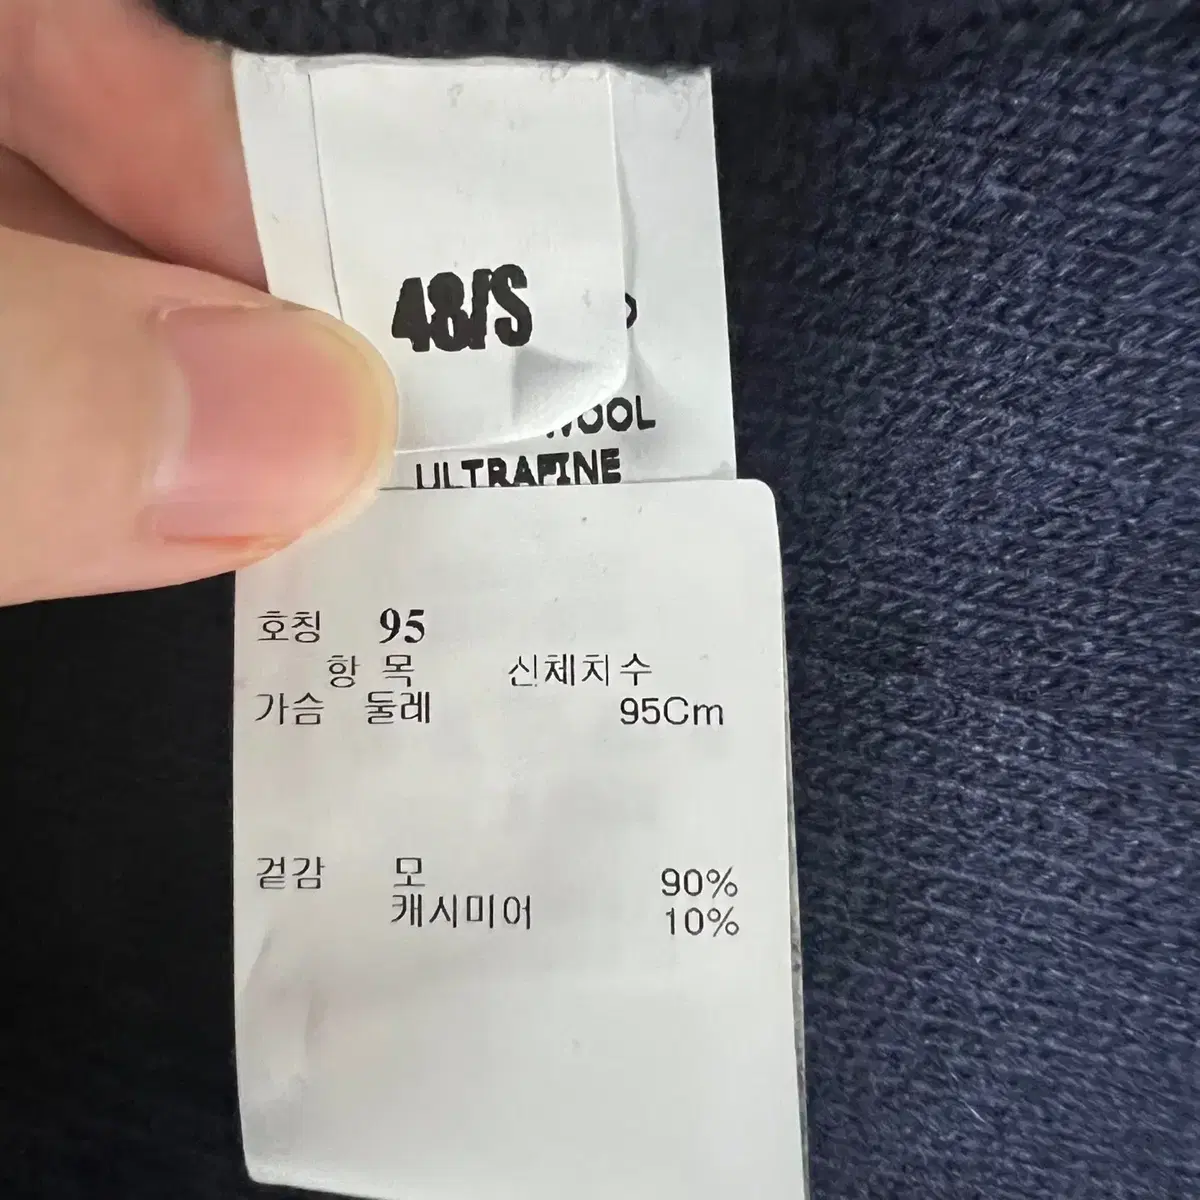 48/S
WOOL
ULTRAFINE
호칭 95
항 목 신체치수
가슴 둘레 95Cm
겉감 모 90%
캐시미어 10%